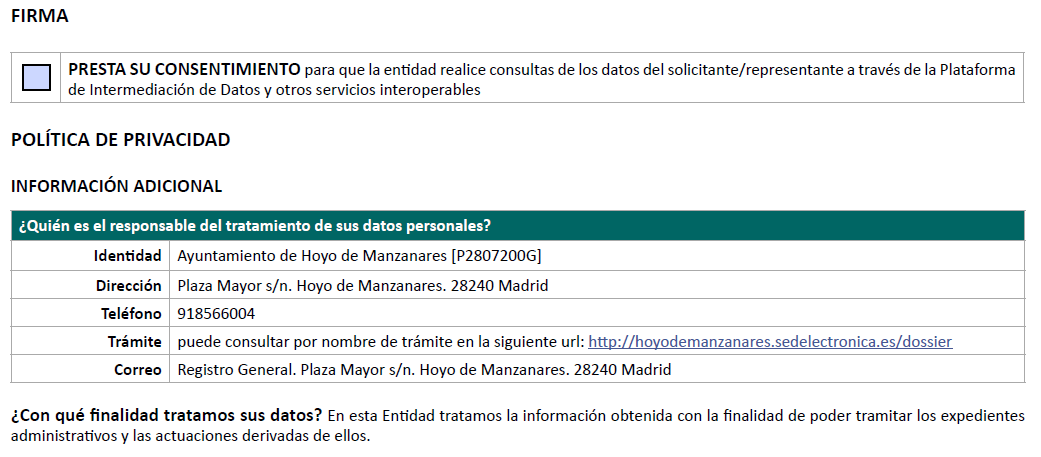 FIRMA
PRESTA SU CONSENTIMIENTO para que la entidad realice consultas de los datos del solicitante/representante a través de la Plataforma
de Intermediación de Datos y otros servicios interoperables
POLÍTICA DE PRIVACIDAD
INFORMACIÓN ADICIONAL
¿Quién es el responsable del tratamiento de sus datos personales?
Identidad Ayuntamiento de Hoyo de Manzanares [P2807200G]
Dirección Plaza Mayor s/n. Hoyo de Manzanares. 28240 Madrid
Teléfono 918566004
Trámite puede consultar por nombre de trámite en la siguiente url: http://hoyodemanzanares.sedelectronica.es/dossier
Correo Registro General. Plaza Mayor s/n. Hoyo de Manzanares. 28240 Madrid
¿Con qué finalidad tratamos sus datos? En esta Entidad tratamos la información obtenida con la finalidad de poder tramitar los expedientes
administrativos y las actuaciones derivadas de ellos.